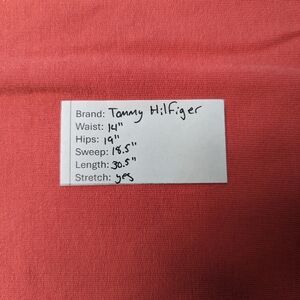 Brand: Tommy Hilfiger
Waist: 14"
Hips: 19"
Sweep: 18.5"
Length: 30.5"
Stretch: yes